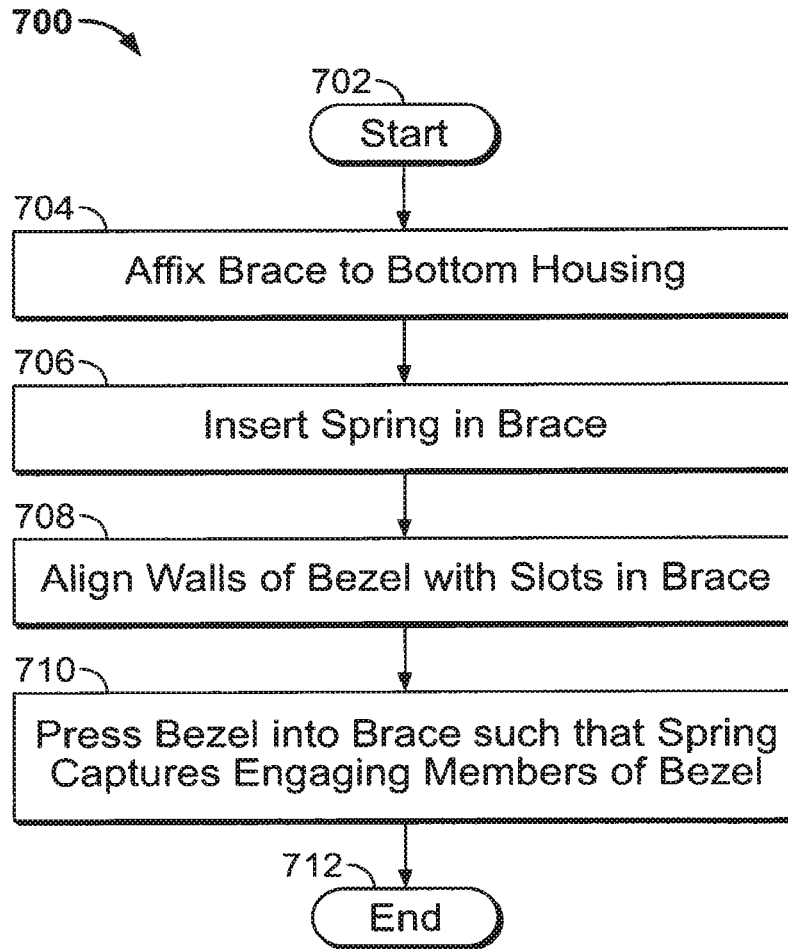 700
702
Start
704
Affix Brace to Bottom Housing
706
Insert Spring in Brace
708
Align Walls of Bezel with Slots in Brace
710
Press Bezel into Brace such that Spring
Captures Engaging Members of Bezel
712
End